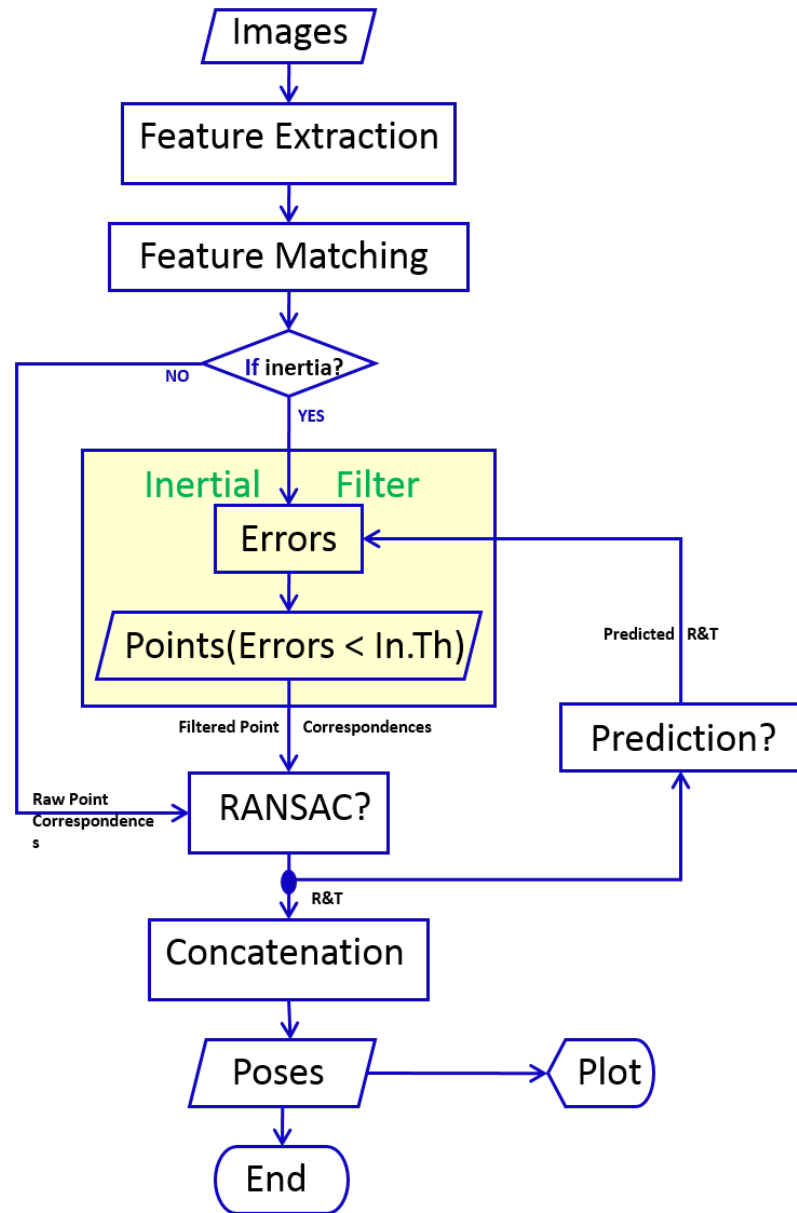 Images
Feature Extraction
Feature Matching
If inertia?
NO
YES
Inertial Filter
Errors
Points(Errors < In.Th)
Predicted R&T
Filtered Point Correspondences
Prediction?
RANSAC?
Raw Point
Correspondence
s
R&T
Concatenation
Poses
Plot
End